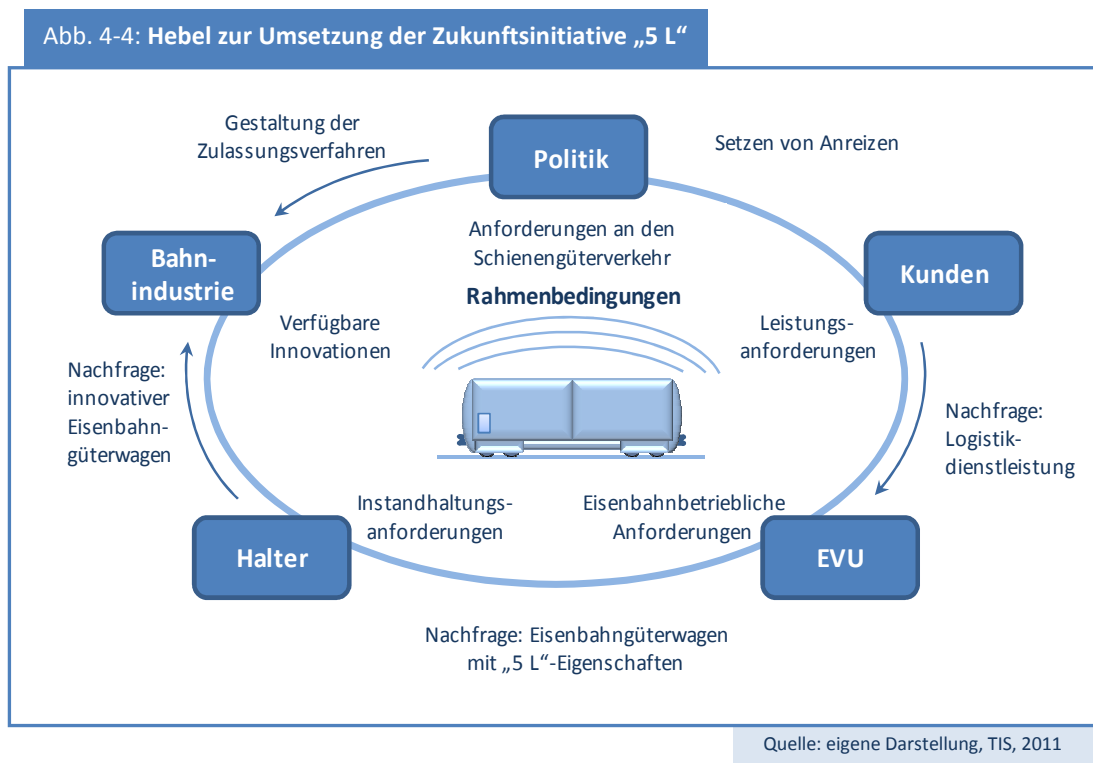 Abb. 4-4: Hebel zur Umsetzung der Zukunftsinitiative „5 L“
Gestaltung der
Zulassungsverfahren
Politik
Setzen von Anreizen
Anforderungen an den
Schienengüterverkehr
Rahmenbedingungen
Bahn-
industrie
Kunden
Verfügbare
Innovationen
Leistungs-
anforderungen
Nachfrage:
innovativer
Eisenbahn-
güterwagen
Nachfrage:
Logistik-
dienstleistung
Instandhaltungs-
anforderungen
Eisenbahnbetriebliche
Anforderungen
Halter
EVU
Nachfrage: Eisenbahngüterwagen
mit „5 L“-Eigenschaften
Quelle: eigene Darstellung, TIS, 2011